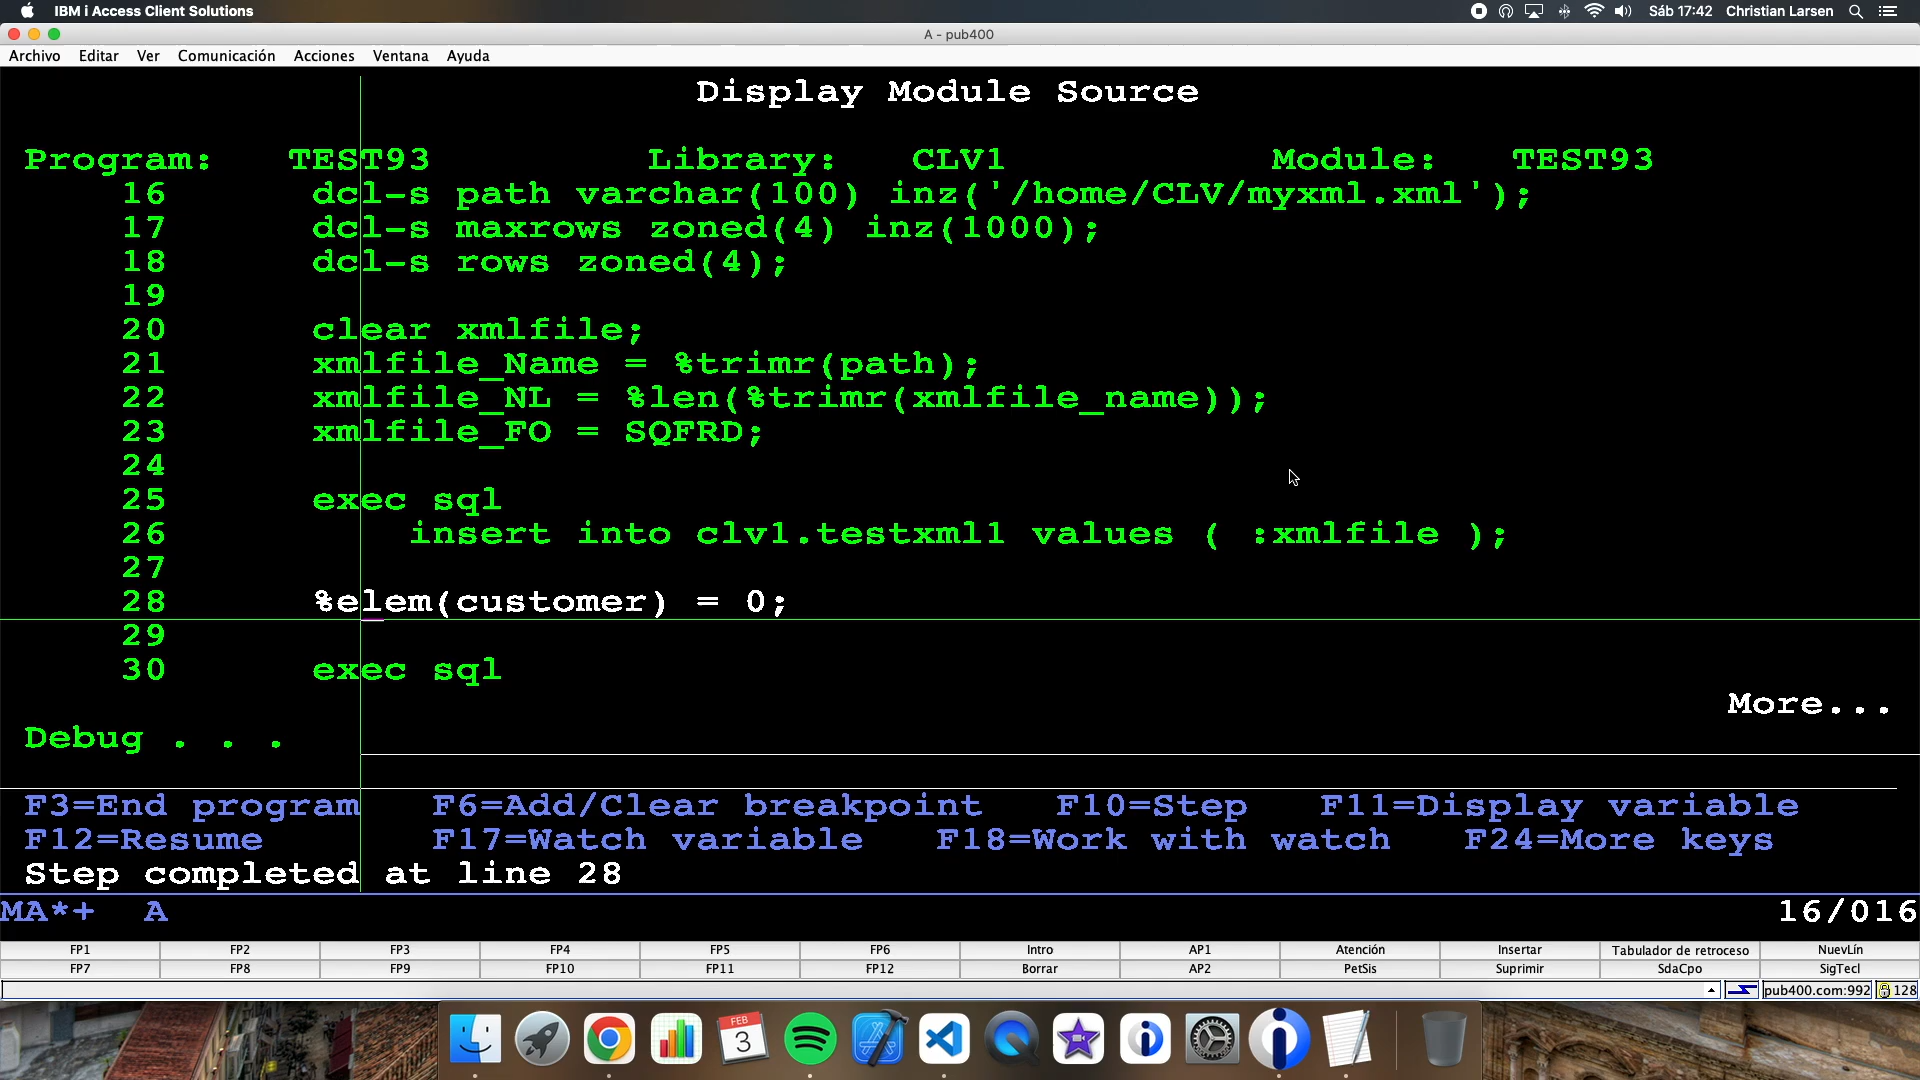 IBM i Access Client Solutions Sáb 17:42 Christian Larsen
A - pub400
Archivo Editar Ver Comunicación Acciones Ventana Ayuda
Display Module Source
Program: TEST93 Library: CLV1 Module: TEST93
16 dcl-s path varchar(100) inz('/home/CLV/myxml.xml');
17 dcl-s maxrows zoned(4) inz(1000);
18 dcl-s rows zoned(4);
19
20 clear xmlfile;
21 xmlfile_Name = %trimr(path);
22 xmlfile_NL = %len(%trimr(xmlfile_name));
23 xmlfile_FO = SQFRD;
24
25 exec sql
26 insert into clv1.testxml1 values ( :xmlfile );
27
28 %elem(customer) = 0;
29
30 exec sql
More...
Debug . . .
F3=End program F6=Add/Clear breakpoint F10=Step F11=Display variable
F12=Resume F17=Watch variable F18=Work with watch F24=More keys
Step completed at line 28
MA*+ A 16/016
FP1 FP2 FP3 FP4 FP5 FP6 Intro AP1 Atención Insertar Tabulador de retroceso NuevLín
FP7 FP8 FP9 FP10 FP11 FP12 Borrar AP2 PetSis Suprimir SdaCpo SigTecl
pub400.com:992 128
FEB
3